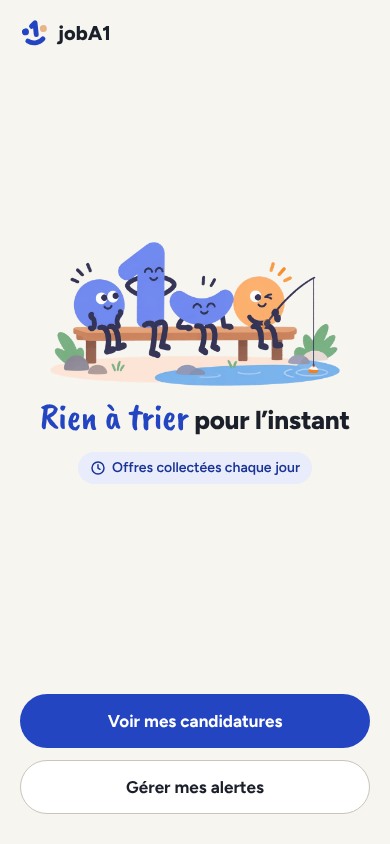 jobA1
Rien à trier pour l’instant
Offres collectées chaque jour
Voir mes candidatures
Gérer mes alertes